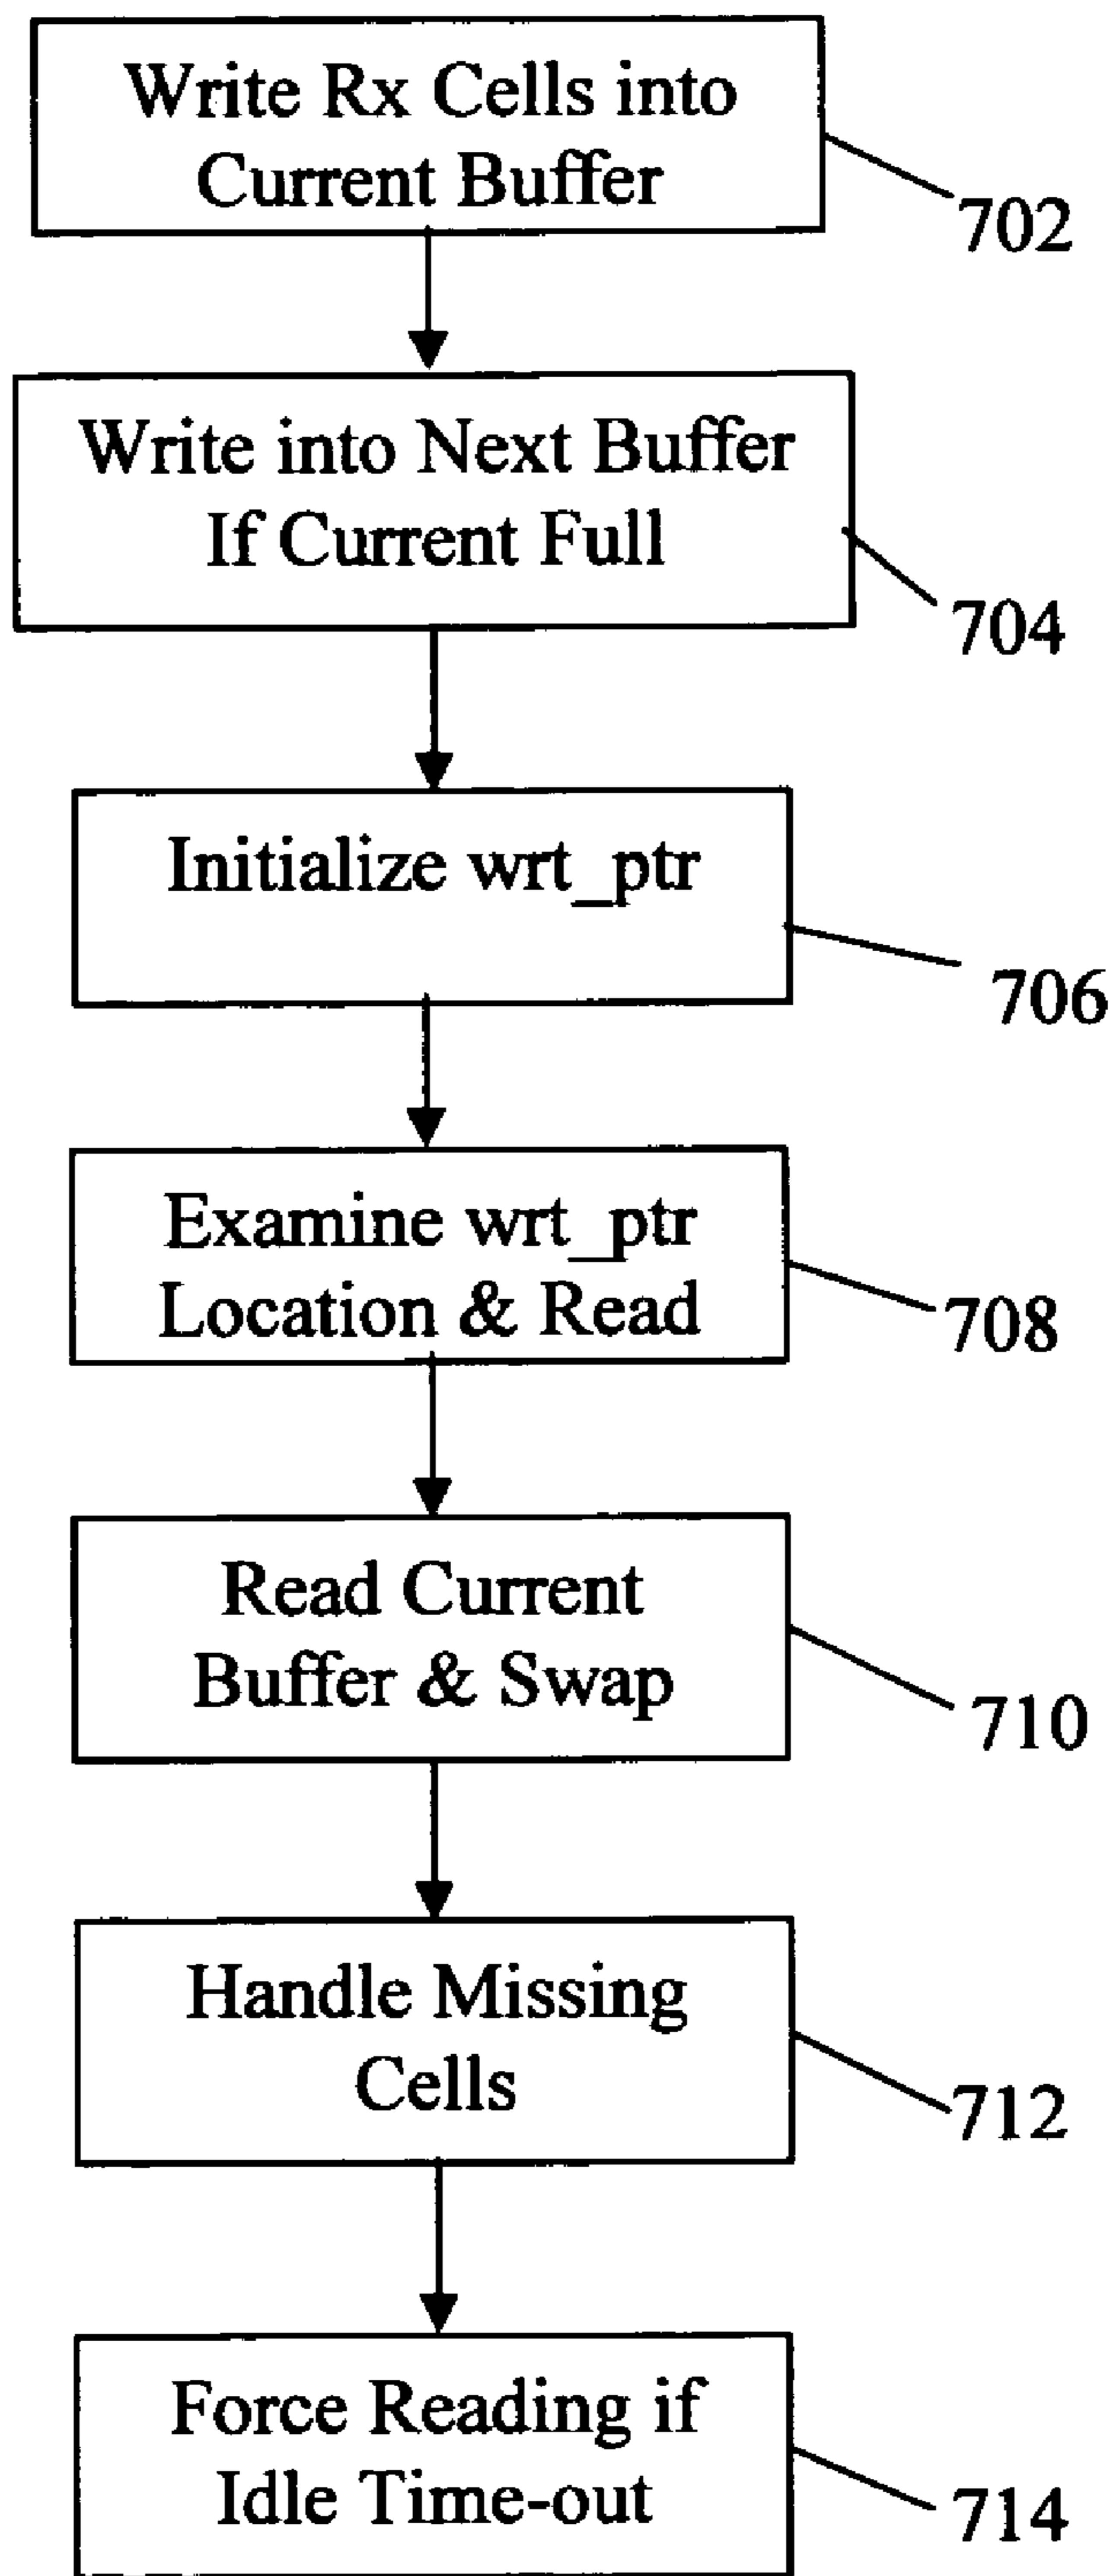 Write Rx Cells into
Current Buffer
702
Write into Next Buffer
If Current Full
704
Initialize wrt_ptr
706
Examine wrt_ptr
Location & Read
708
Read Current
Buffer & Swap
710
Handle Missing
Cells
712
Force Reading if
Idle Time-out
714